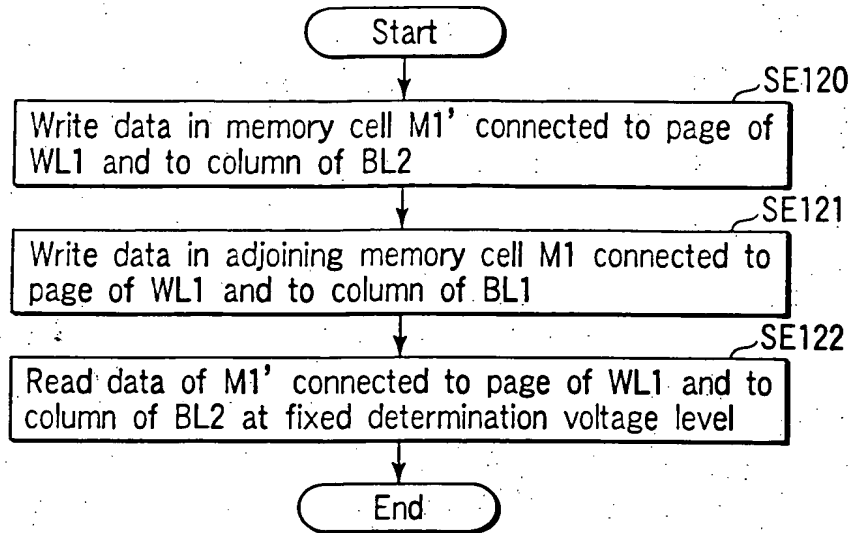 Start
SE120
Write data in memory cell M1' connected to page of
WL1 and to column of BL2
SE121
Write data in adjoining memory cell M1 connected to
page of WL1 and to column of BL1
SE122
Read data of M1' connected to page of WL1 and to
column of BL2 at fixed determination voltage level
End